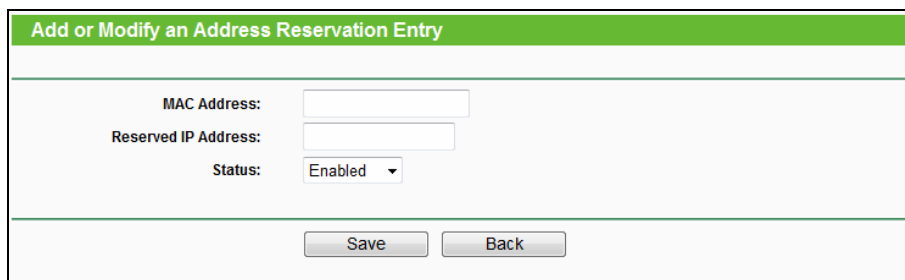 Add or Modify an Address Reservation Entry
MAC Address:
Reserved IP Address:
Status: Enabled
Save Back